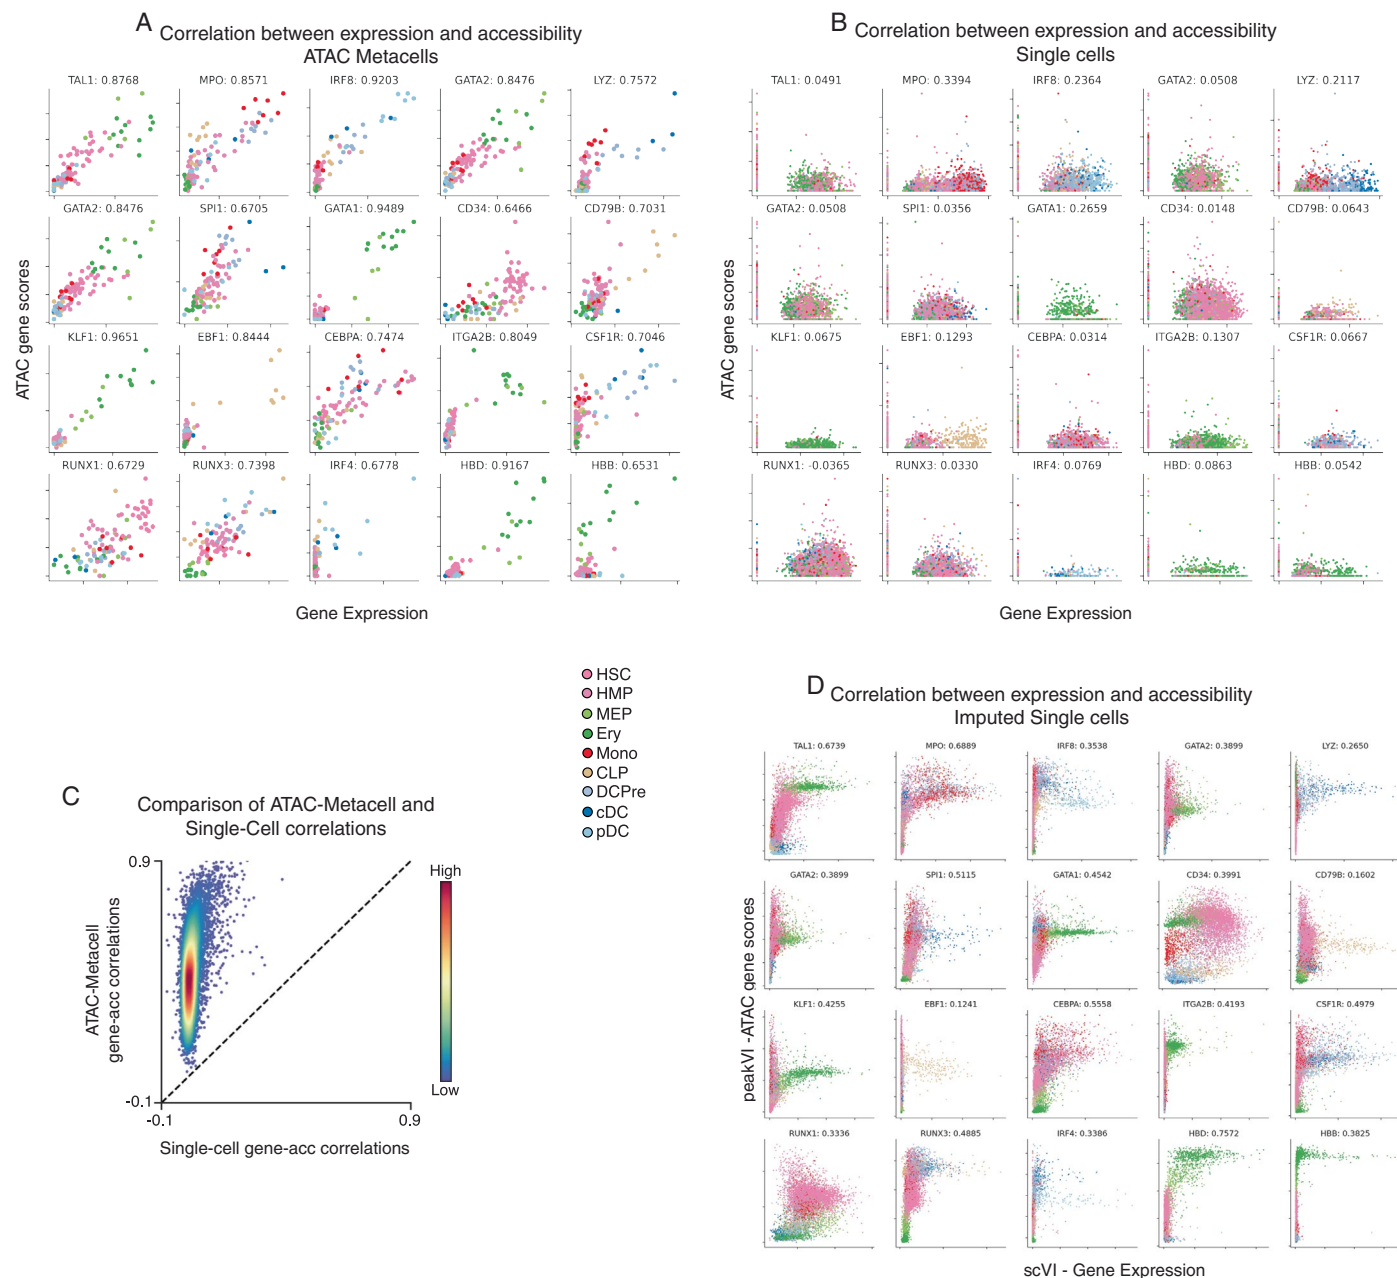 A
Correlation between expression and accessibility
ATAC Metacells
TAL1: 0.8768
MPO: 0.8571
IRF8: 0.9203
GATA2: 0.8476
LYZ: 0.7572
GATA2: 0.8476
SPI1: 0.6705
GATA1: 0.9489
CD34: 0.6466
CD79B: 0.7031
KLF1: 0.9651
EBF1: 0.8444
CEBPA: 0.7474
ITGA2B: 0.8049
CSF1R: 0.7046
RUNX1: 0.6729
RUNX3: 0.7398
IRF4: 0.6778
HBD: 0.9167
HBB: 0.6531
ATAC gene scores
Gene Expression
B
Correlation between expression and accessibility
Single cells
TAL1: 0.0491
MPO: 0.3394
IRF8: 0.2364
GATA2: 0.0508
LYZ: 0.2117
GATA2: 0.0508
SPI1: 0.0356
GATA1: 0.2659
CD34: 0.0148
CD79B: 0.0643
KLF1: 0.0675
EBF1: 0.1293
CEBPA: 0.0314
ITGA2B: 0.1307
CSF1R: 0.0667
RUNX1: -0.0365
RUNX3: 0.0330
IRF4: 0.0769
HBD: 0.0863
HBB: 0.0542
ATAC gene scores
Gene Expression
HSC
HMP
MEP
Ery
Mono
CLP
DCPre
cDC
pDC
C
Comparison of ATAC-Metacell and
Single-Cell correlations
0.9
-0.1
-0.1
0.9
ATAC-Metacell
gene-acc correlations
Single-cell gene-acc correlations
High
Low
D
Correlation between expression and accessibility
Imputed Single cells
TAL1: 0.6739
MPO: 0.6889
IRF8: 0.3538
GATA2: 0.3899
LYZ: 0.2650
GATA2: 0.3899
SPI1: 0.5115
GATA1: 0.4542
CD34: 0.3991
CD79B: 0.1602
KLF1: 0.4255
EBF1: 0.1241
CEBPA: 0.5558
ITGA2B: 0.4193
CSF1R: 0.4979
RUNX1: 0.3336
RUNX3: 0.4885
IRF4: 0.3386
HBD: 0.7572
HBB: 0.3825
peakVI -ATAC gene scores
scVI - Gene Expression